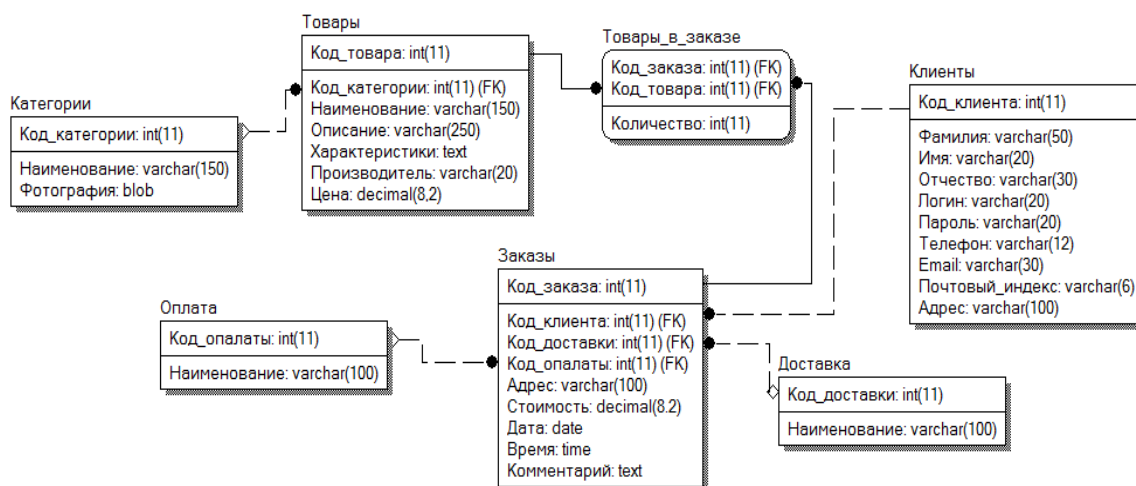 Категории
Код_категории: int(11)
Наименование: varchar(150)
Фотография: blob
Товары
Код_товара: int(11)
Код_категории: int(11) (FK)
Наименование: varchar(150)
Описание: varchar(250)
Характеристики: text
Производитель: varchar(20)
Цена: decimal(8,2)
Товары_в_заказе
Код_заказа: int(11) (FK)
Код_товара: int(11) (FK)
Количество: int(11)
Клиенты
Код_клиента: int(11)
Фамилия: varchar(50)
Имя: varchar(20)
Отчество: varchar(30)
Логин: varchar(20)
Пароль: varchar(20)
Телефон: varchar(12)
Email: varchar(30)
Почтовый_индекс: varchar(6)
Адрес: varchar(100)
Оплата
Код_опалаты: int(11)
Наименование: varchar(100)
Заказы
Код_заказа: int(11)
Код_клиента: int(11) (FK)
Код_доставки: int(11) (FK)
Код_опалаты: int(11) (FK)
Адрес: varchar(100)
Стоимость: decimal(8.2)
Дата: date
Время: time
Комментарий: text
Доставка
Код_доставки: int(11)
Наименование: varchar(100)